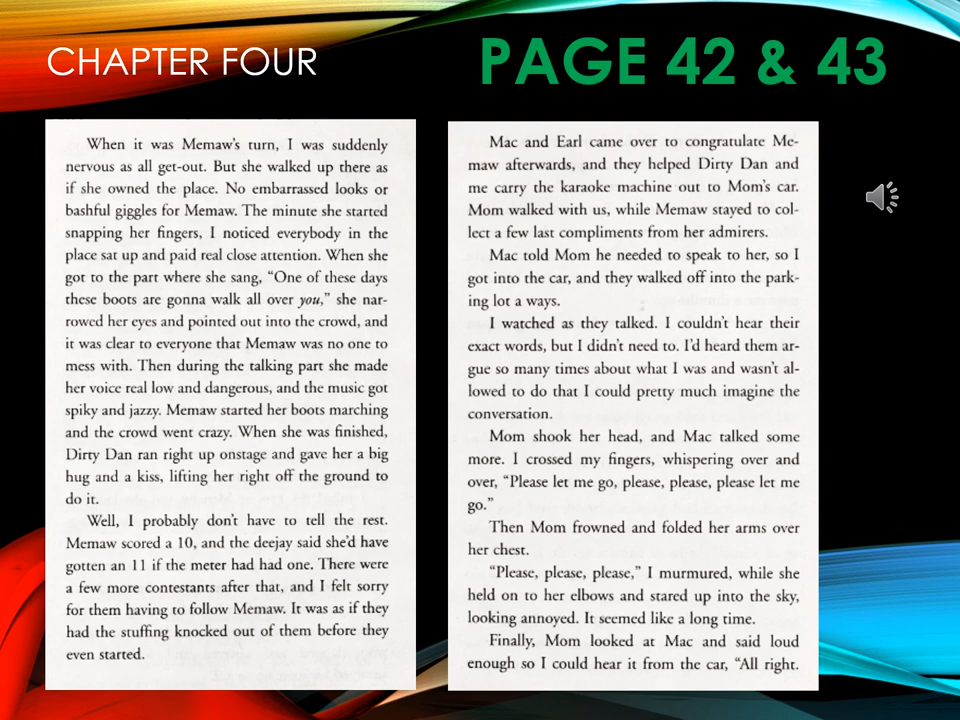 CHAPTER FOUR
PAGE 42 & 43
When it was Memaw's turn, I was suddenly
nervous as all get-out. But she walked up there as
if she owned the place. No embarrassed looks or
bashful giggles for Memaw. The minute she started
snapping her fingers, I noticed everybody in the
place sat up and paid real close attention. When she
got to the part where she sang, "One of these days
these boots are gonna walk all over you," she nar-
rowed her eyes and pointed out into the crowd, and
it was clear to everyone that Memaw was no one to
mess with. Then during the talking part she made
her voice real low and dangerous, and the music got
spiky and jazzy. Memaw started her boots marching
and the crowd went crazy. When she was finished,
Dirty Dan ran right up onstage and gave her a big
hug and a kiss, lifting her right off the ground to
do it.
Well, I probably don't have to tell the rest.
Memaw scored a 10, and the deejay said she'd have
gotten an 11 if the meter had had one. There were
a few more contestants after that, and I felt sorry
for them having to follow Memaw. It was as if they
had the stuffing knocked out of them before they
even started.
Mac and Earl came over to congratulate Me-
maw afterwards, and they helped Dirty Dan and
me carry the karaoke machine out to Mom's car.
Mom walked with us, while Memaw stayed to col-
lect a few last compliments from her admirers.
Mac told Mom he needed to speak to her, so I
got into the car, and they walked off into the park-
ing lot a ways.
I watched as they talked. I couldn't hear their
exact words, but I didn't need to. I'd heard them ar-
gue so many times about what I was and wasn't al-
lowed to do that I could pretty much imagine the
conversation.
Mom shook her head, and Mac talked some
more. I crossed my fingers, whispering over and
over, "Please let me go, please, please, please let me
go."
Then Mom frowned and folded her arms over
her chest.
"Please, please, please," I murmured, while she
held on to her elbows and stared up into the sky,
looking annoyed. It seemed like a long time.
Finally, Mom looked at Mac and said loud
enough so I could hear it from the car, "All right.